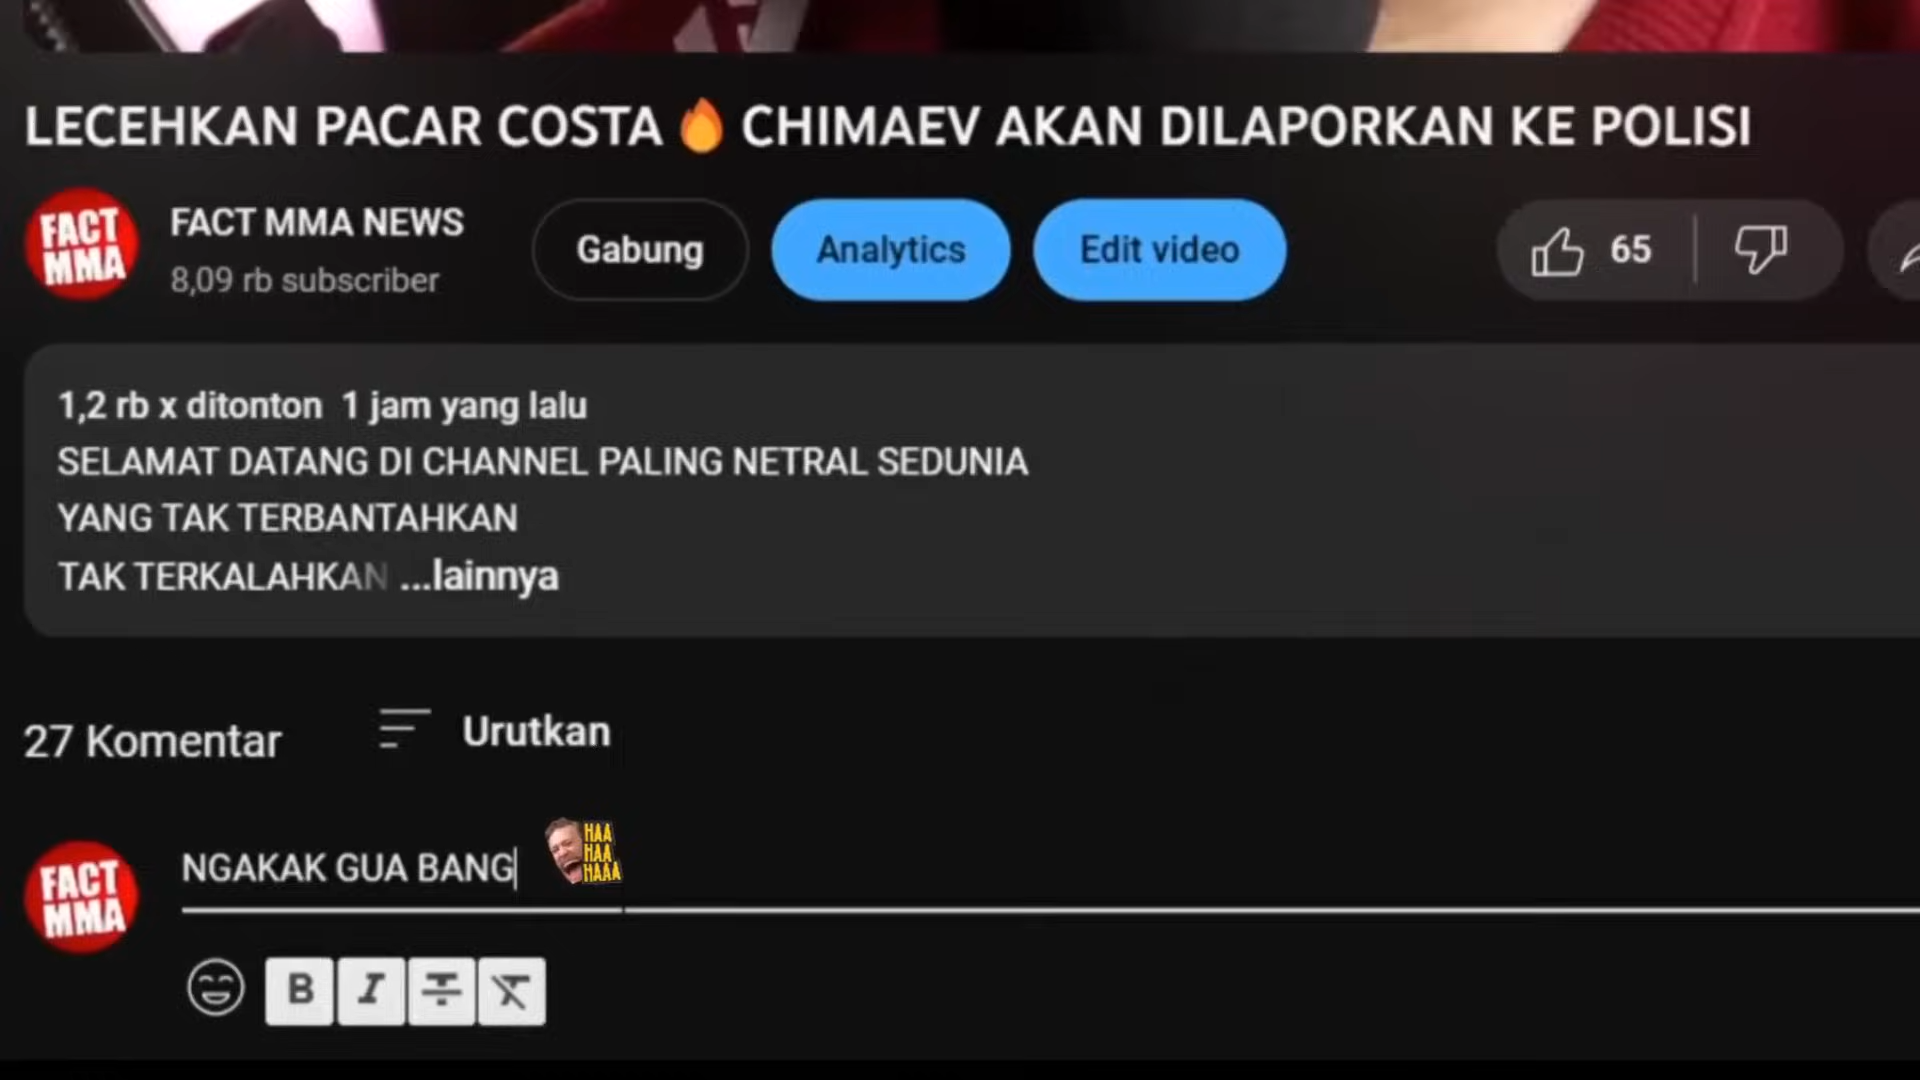 LECEHKAN PACAR COSTA🔥CHIMAEV AKAN DILAPORKAN KE POLISI
FACT MMA
FACT MMA NEWS
8,09 rb subscriber
Gabung
Analytics
Edit video
65
1,2 rb x ditonton 1 jam yang lalu
SELAMAT DATANG DI CHANNEL PALING NETRAL SEDUNIA
YANG TAK TERBANTAHKAN
TAK TERKALAHKAN ...lainnya
27 Komentar
Urutkan
FACT MMA
NGAKAK GUA BANG
HAA
HAA
HAAA
B I T T